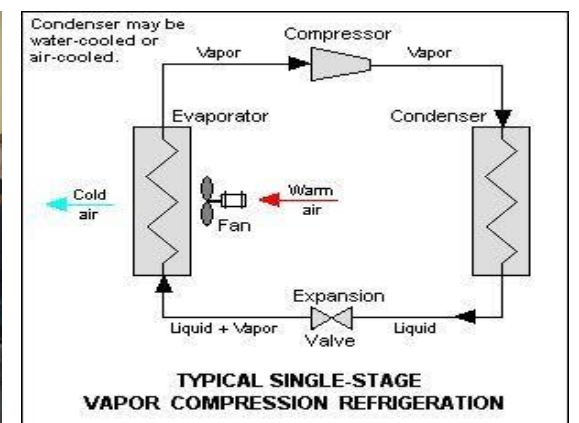 Condenser may be
water-cooled or
air-cooled.
Compressor
Vapor
Vapor
Evaporator
Condenser
Cold
air
Warm
air
Fan
Expansion
Valve
Liquid + Vapor
Liquid
TYPICAL SINGLE-STAGE
VAPOR COMPRESSION REFRIGERATION